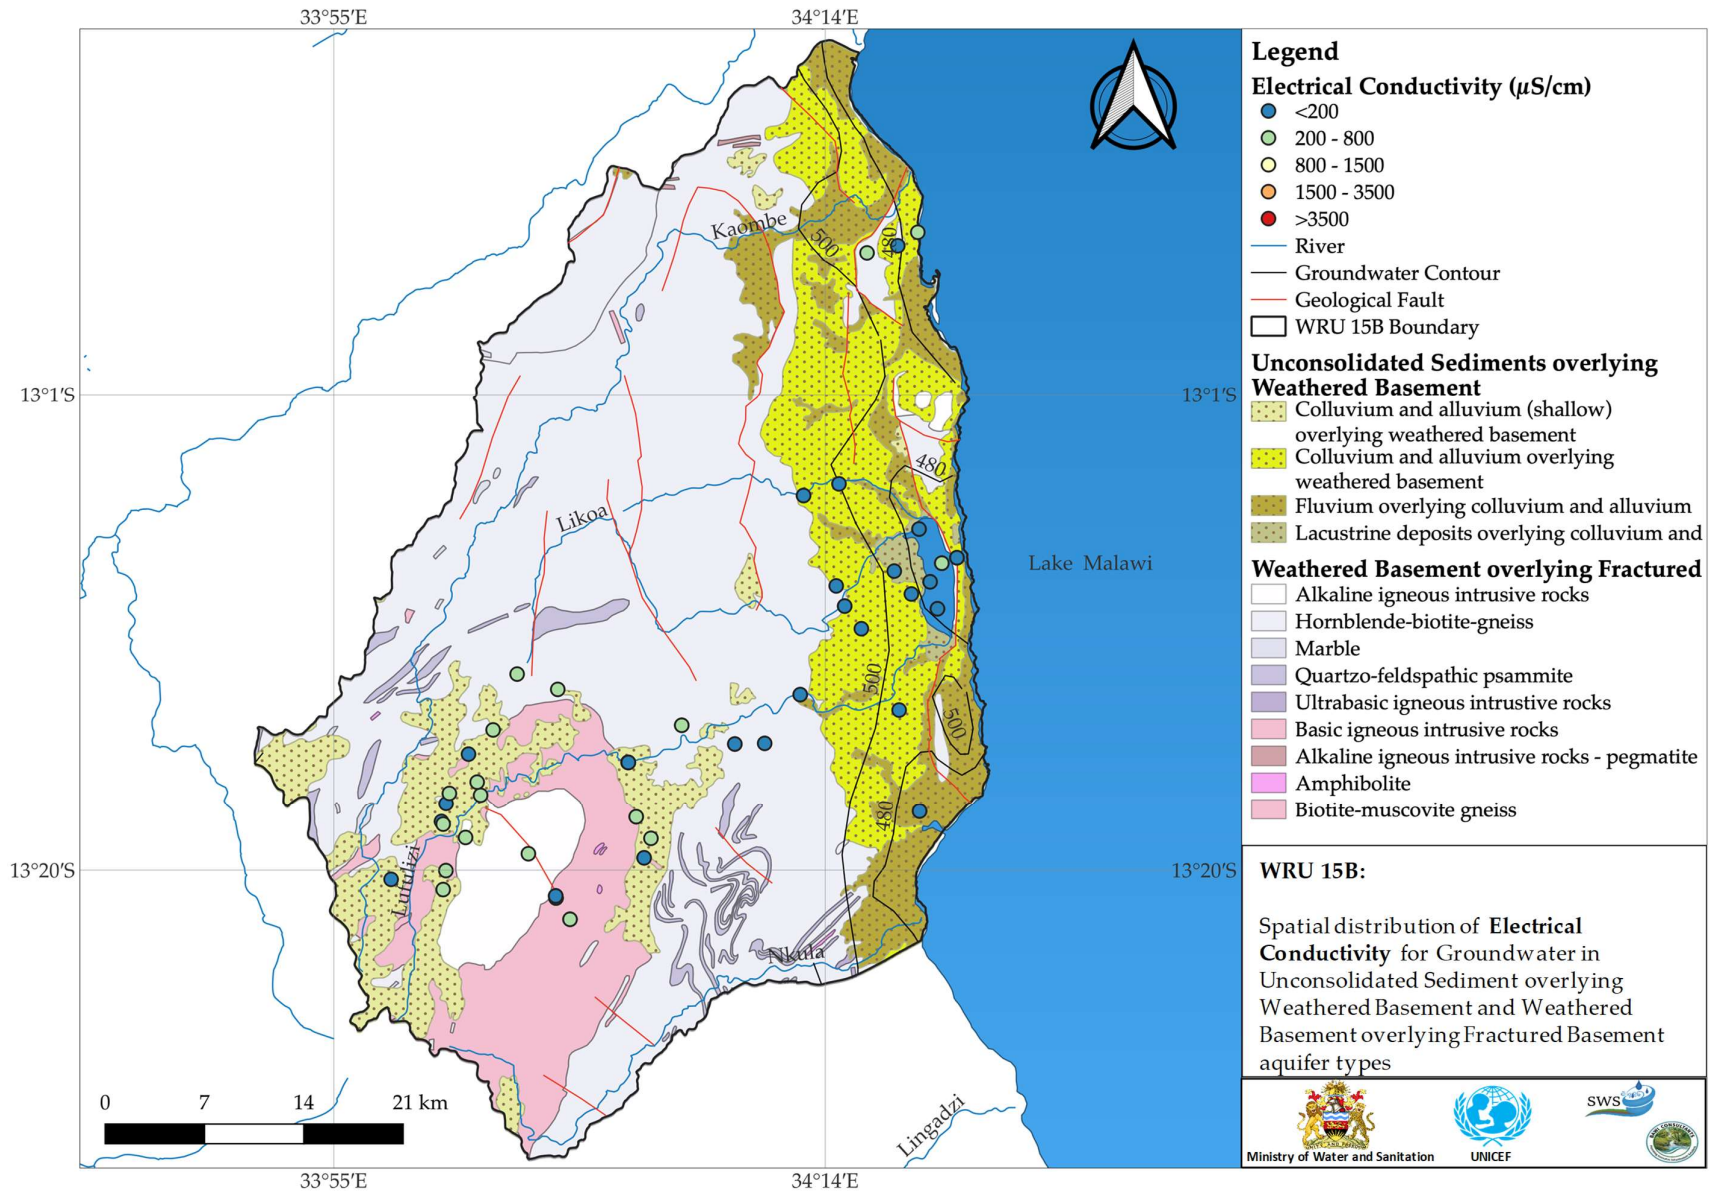 33°55′E
34°14′E
Kaombe
500
480
13°1′S
13°1′S
480
Likoa
Lake Malawi
500
500
480
13°20′S
13°20′S
Lutulizi
Nkula
0 7 14 21 km
Lingadzi
33°55′E
34°14′E
Legend
Electrical Conductivity (µS/cm)
<200
200 - 800
800 - 1500
1500 - 3500
>3500
River
Groundwater Contour
Geological Fault
WRU 15B Boundary
Unconsolidated Sediments overlying
Weathered Basement
Colluvium and alluvium (shallow)
overlying weathered basement
Colluvium and alluvium overlying
weathered basement
Fluvium overlying colluvium and alluvium
Lacustrine deposits overlying colluvium and
Weathered Basement overlying Fractured
Alkaline igneous intrusive rocks
Hornblende-biotite-gneiss
Marble
Quartzo-feldspathic psammite
Ultrabasic igneous intrustive rocks
Basic igneous intrusive rocks
Alkaline igneous intrusive rocks - pegmatite
Amphibolite
Biotite-muscovite gneiss
WRU 15B:
Spatial distribution of Electrical
Conductivity for Groundwater in
Unconsolidated Sediment overlying
Weathered Basement and Weathered
Basement overlying Fractured Basement
aquifer types
Ministry of Water and Sanitation
UNICEF
SWS